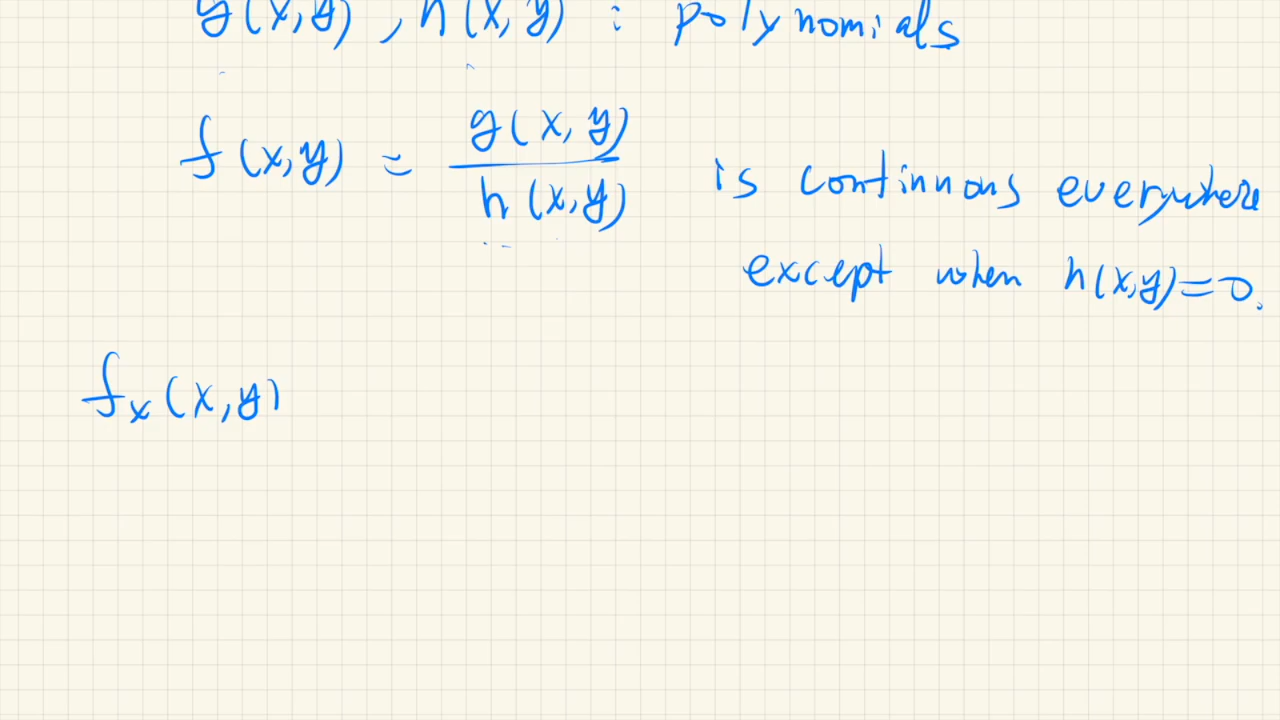 g(x,y), h(x,y) : polynomials
f(x,y) = g(x,y)/h(x,y) is continuous everywhere
except when h(x,y)=0.
f_x(x,y)